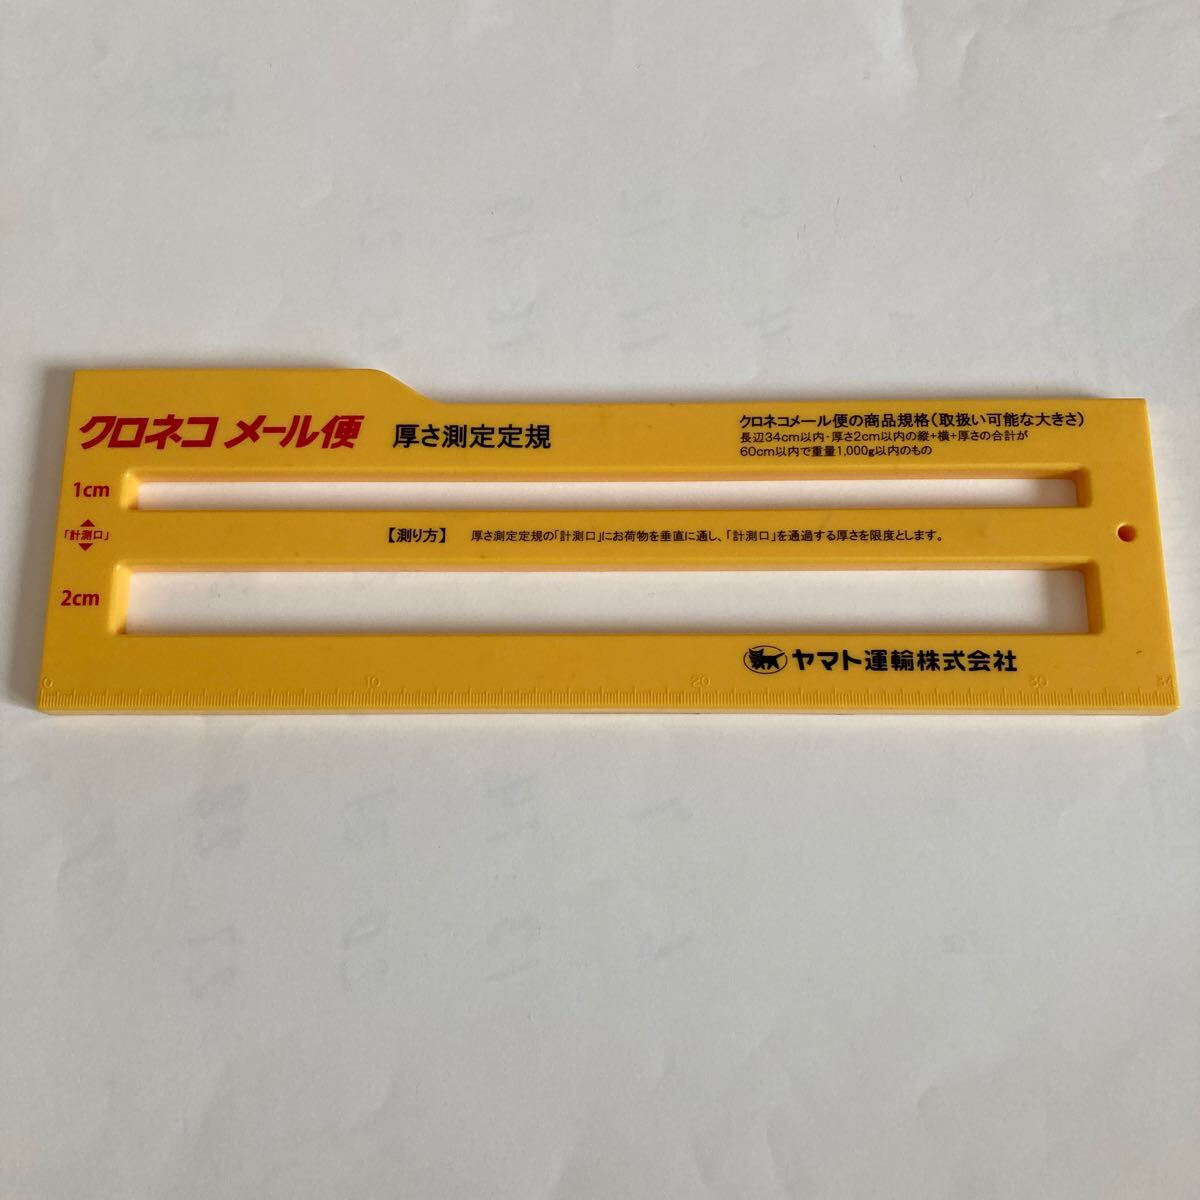 クロネコ メール便 厚さ測定定規
クロネコメール便の商品規格(取扱い可能な大きさ)
長辺34cm以内・厚さ2cm以内の縦+横+厚さの合計が
60cm以内で重量1,000g以内のもの
1cm
「計測口」
【測り方】 厚さ測定定規の「計測口」にお荷物を垂直に通し、「計測口」を通過する厚さを限度とします。
2cm
ヤマト運輸株式会社
0 10 20 30 34